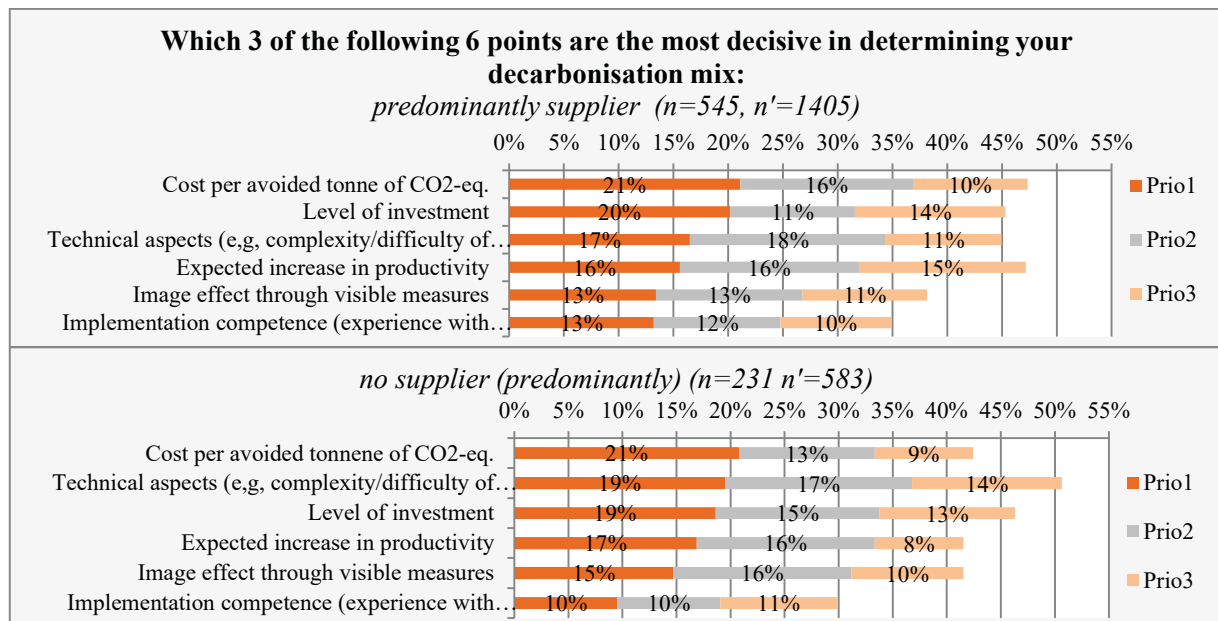 Which 3 of the following 6 points are the most decisive in determining your
decarbonisation mix:
predominantly supplier (n=545, n'=1405)
0% 5% 10% 15% 20% 25% 30% 35% 40% 45% 50% 55%
Cost per avoided tonne of CO2-eq. 21% 16% 10% Prio1
Level of investment 20% 11% 14%
Technical aspects (e,g, complexity/difficulty of… 17% 18% 11% Prio2
Expected increase in productivity 16% 16% 15%
Image effect through visible measures 13% 13% 11% Prio3
Implementation competence (experience with… 13% 12% 10%
no supplier (predominantly) (n=231 n'=583)
0% 5% 10% 15% 20% 25% 30% 35% 40% 45% 50% 55%
Cost per avoided tonnene of CO2-eq. 21% 13% 9%
Technical aspects (e,g, complexity/difficulty of… 19% 17% 14% Prio1
Level of investment 19% 15% 13%
Expected increase in productivity 17% 16% 8% Prio2
Image effect through visible measures 15% 16% 10%
Implementation competence (experience with… 10% 10% 11% Prio3